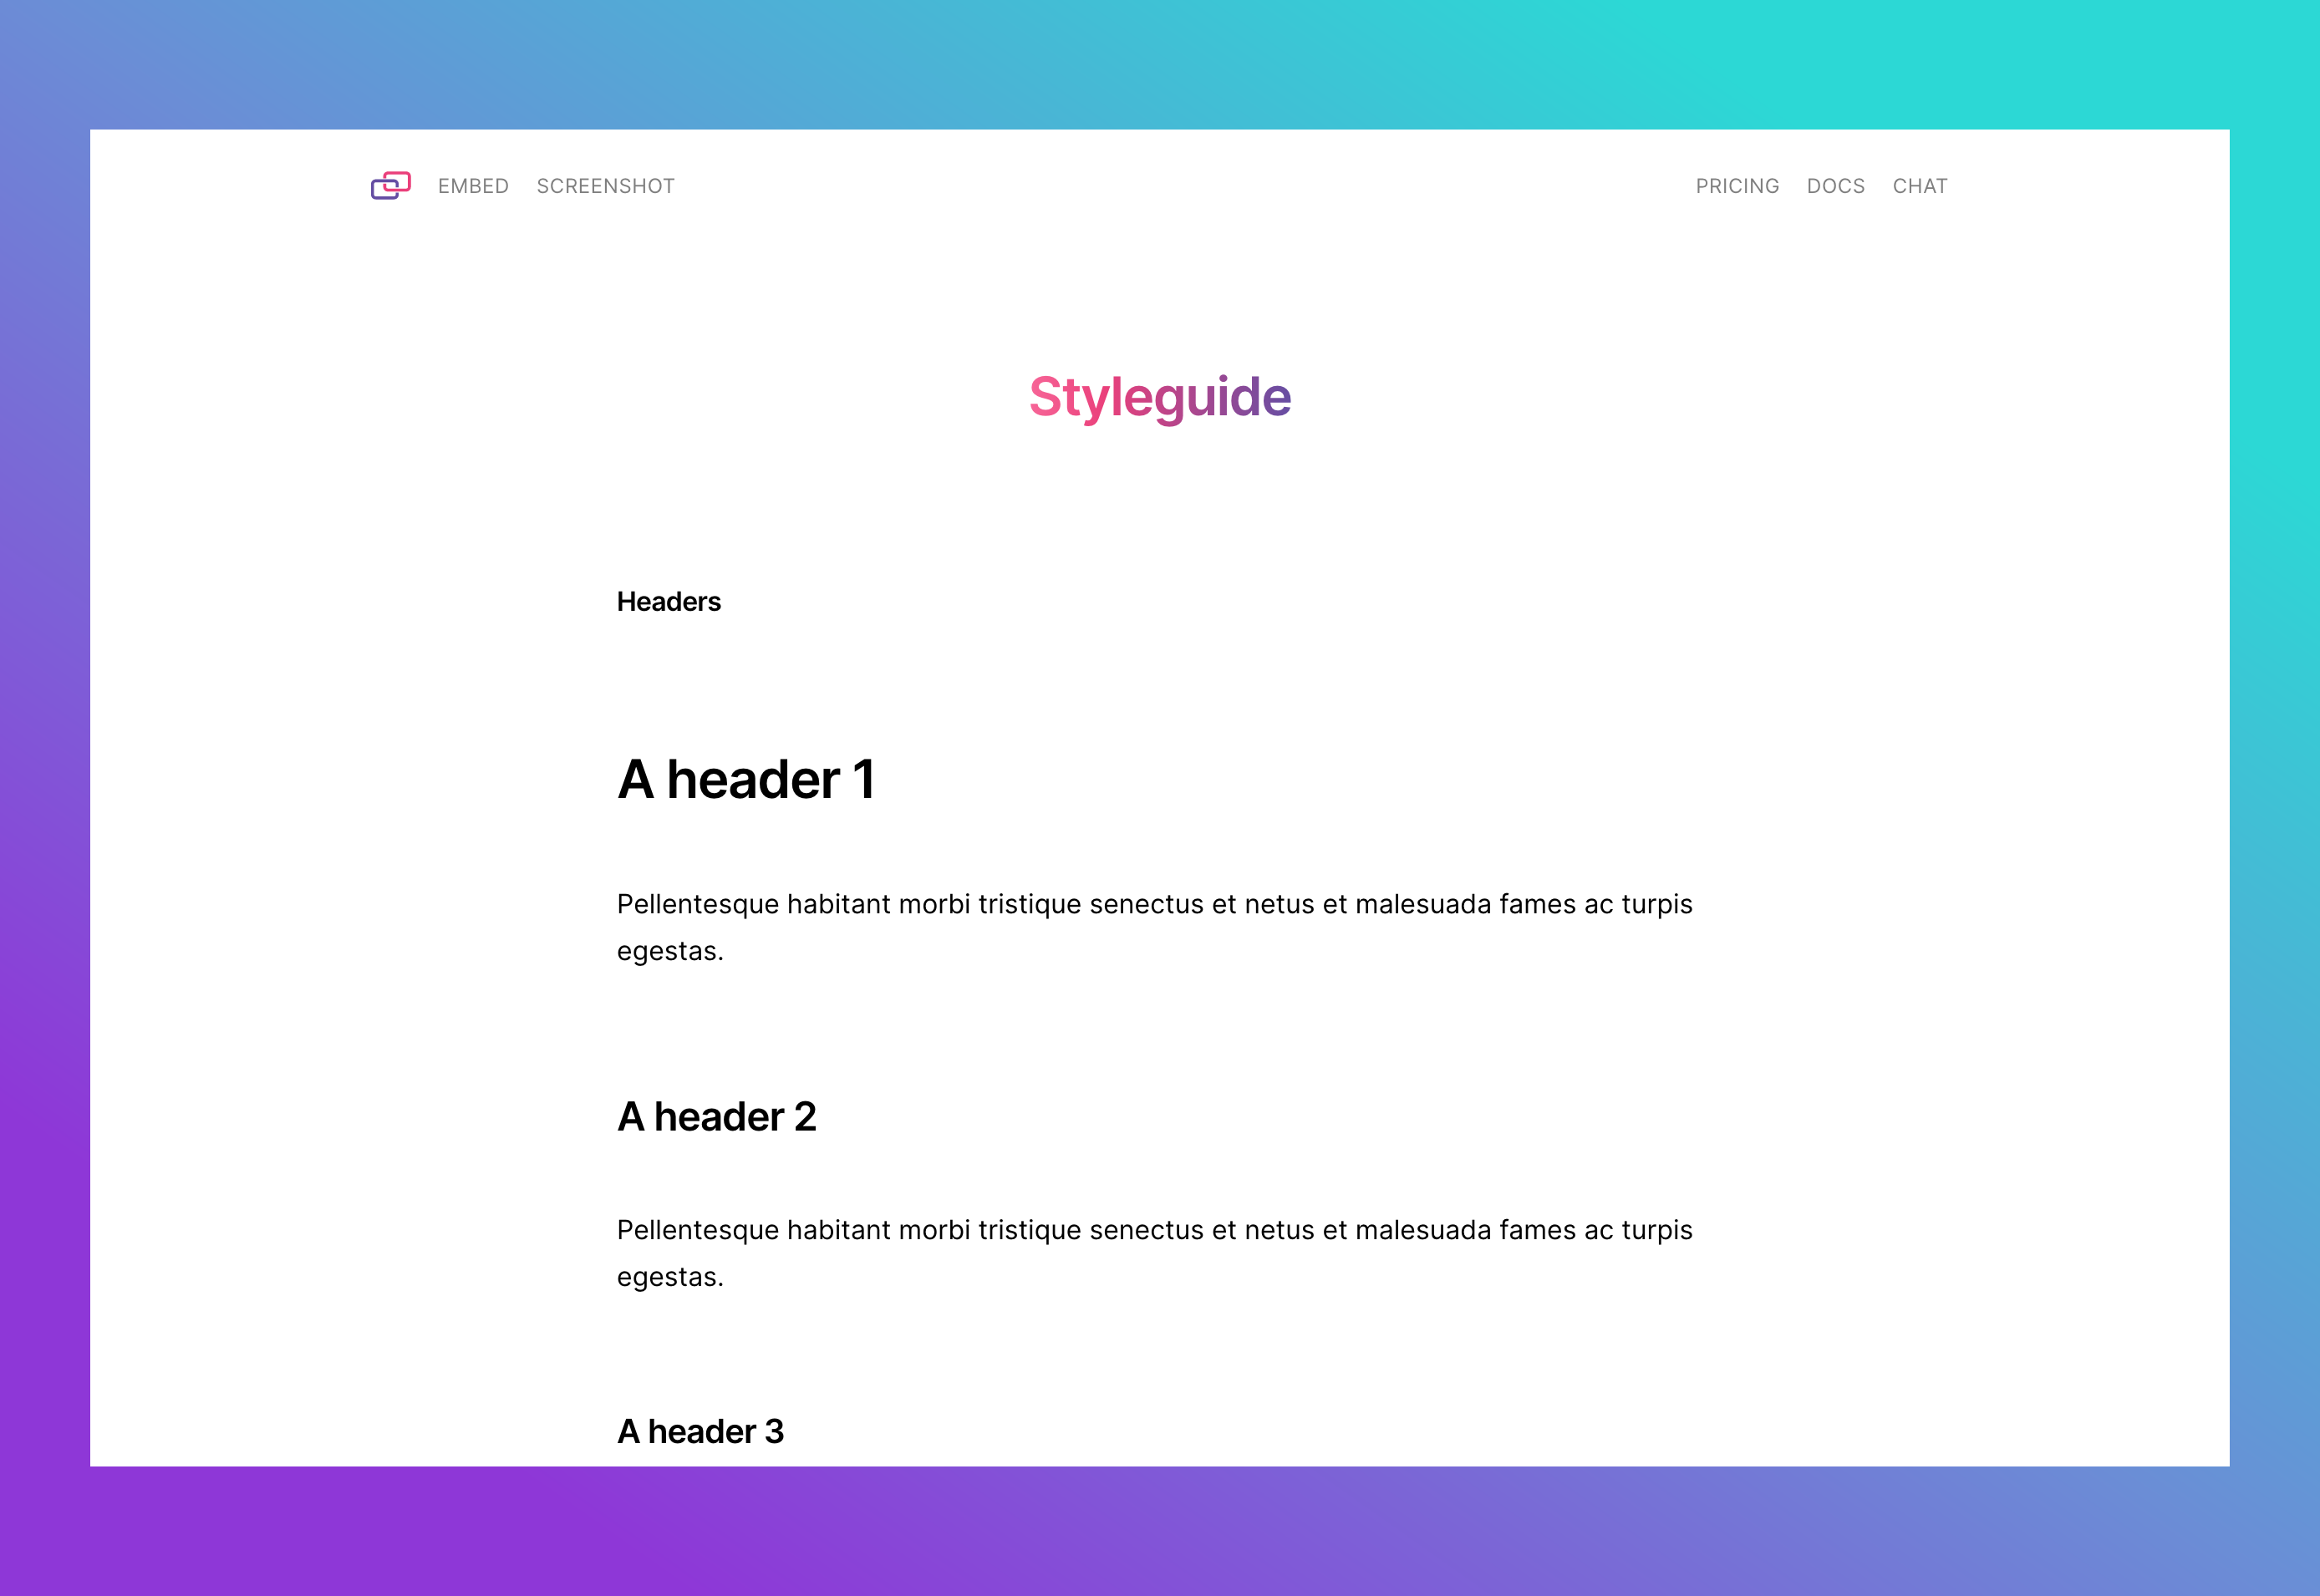 EMBED SCREENSHOT PRICING DOCS CHAT
Styleguide
Headers
A header 1
Pellentesque habitant morbi tristique senectus et netus et malesuada fames ac turpis
egestas.
A header 2
Pellentesque habitant morbi tristique senectus et netus et malesuada fames ac turpis
egestas.
A header 3